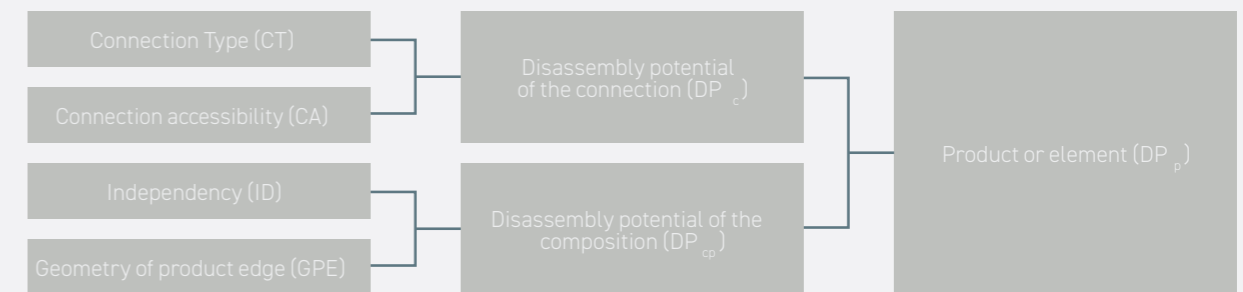 Connection Type (CT)
Connection accessibility (CA)
Independency (ID)
Geometry of product edge (GPE)
Disassembly potential
of the connection (DP c)
Disassembly potential of the
composition (DP cp)
Product or element (DP p)